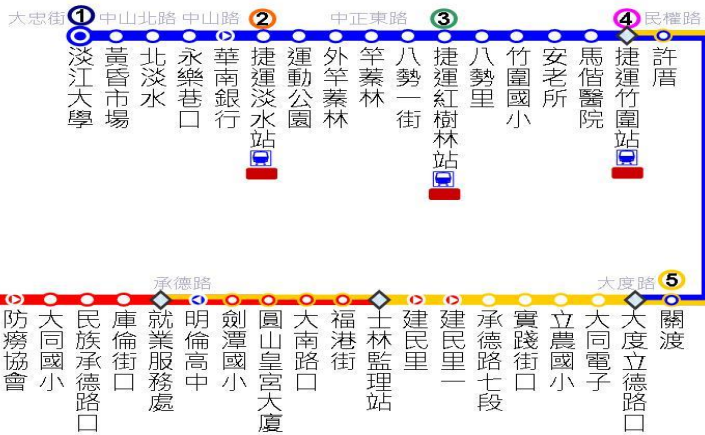 大忠街 ① 中山北路 中山路 ② 中正東路 ③ ④ 民權路
淡江大學
黃昏市場
北淡水
永樂巷口
華南銀行
捷運淡水站
運動公園
外竿蓁林
竿蓁林
八勢一街
捷運紅樹林站
八勢里
竹圍國小
安老所
馬偕醫院
捷運竹圍站
許厝
承德路 大度路 ⑤
防癆協會
大同國小
民族承德路口
庫倫街口
就業服務處
明倫高中
劍潭國小
圓山皇宮大廈
大南路口
福港街
士林監理站
建民里
建民里一
承德路七段
實踐街口
立農國小
大同電子
大度立德路口
關渡